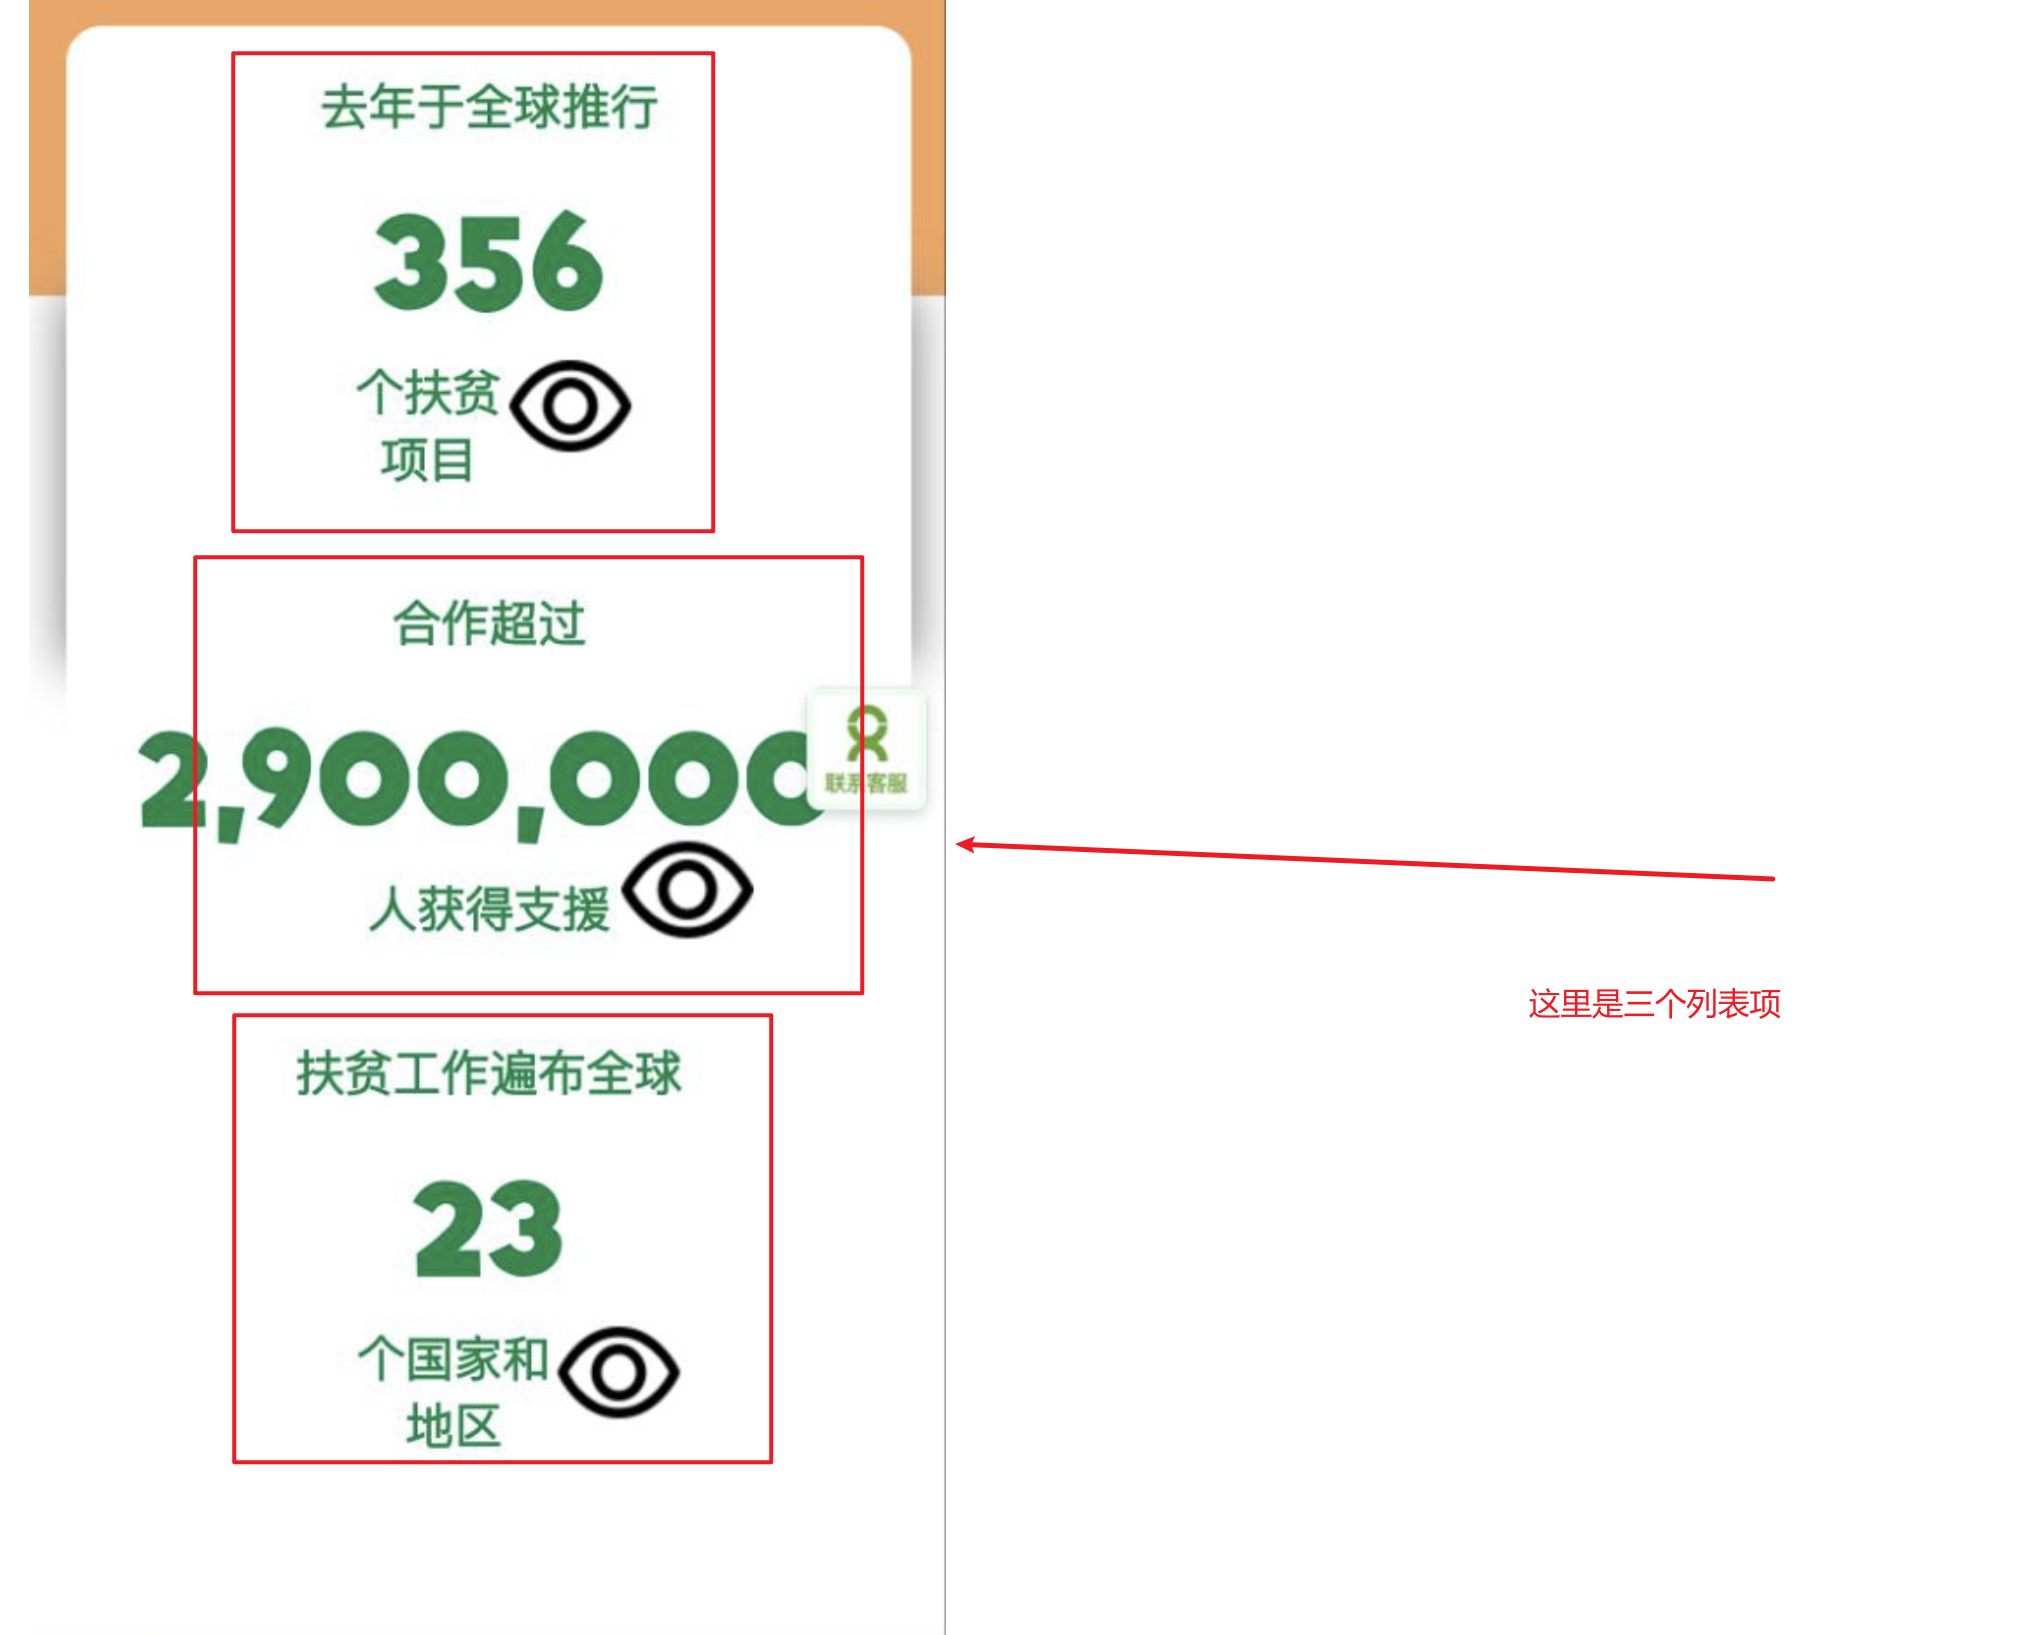 去年于全球推行
356
个扶贫
项目
合作超过
2,900,000
联系客服
人获得支援
这里是三个列表项
扶贫工作遍布全球
23
个国家和
地区